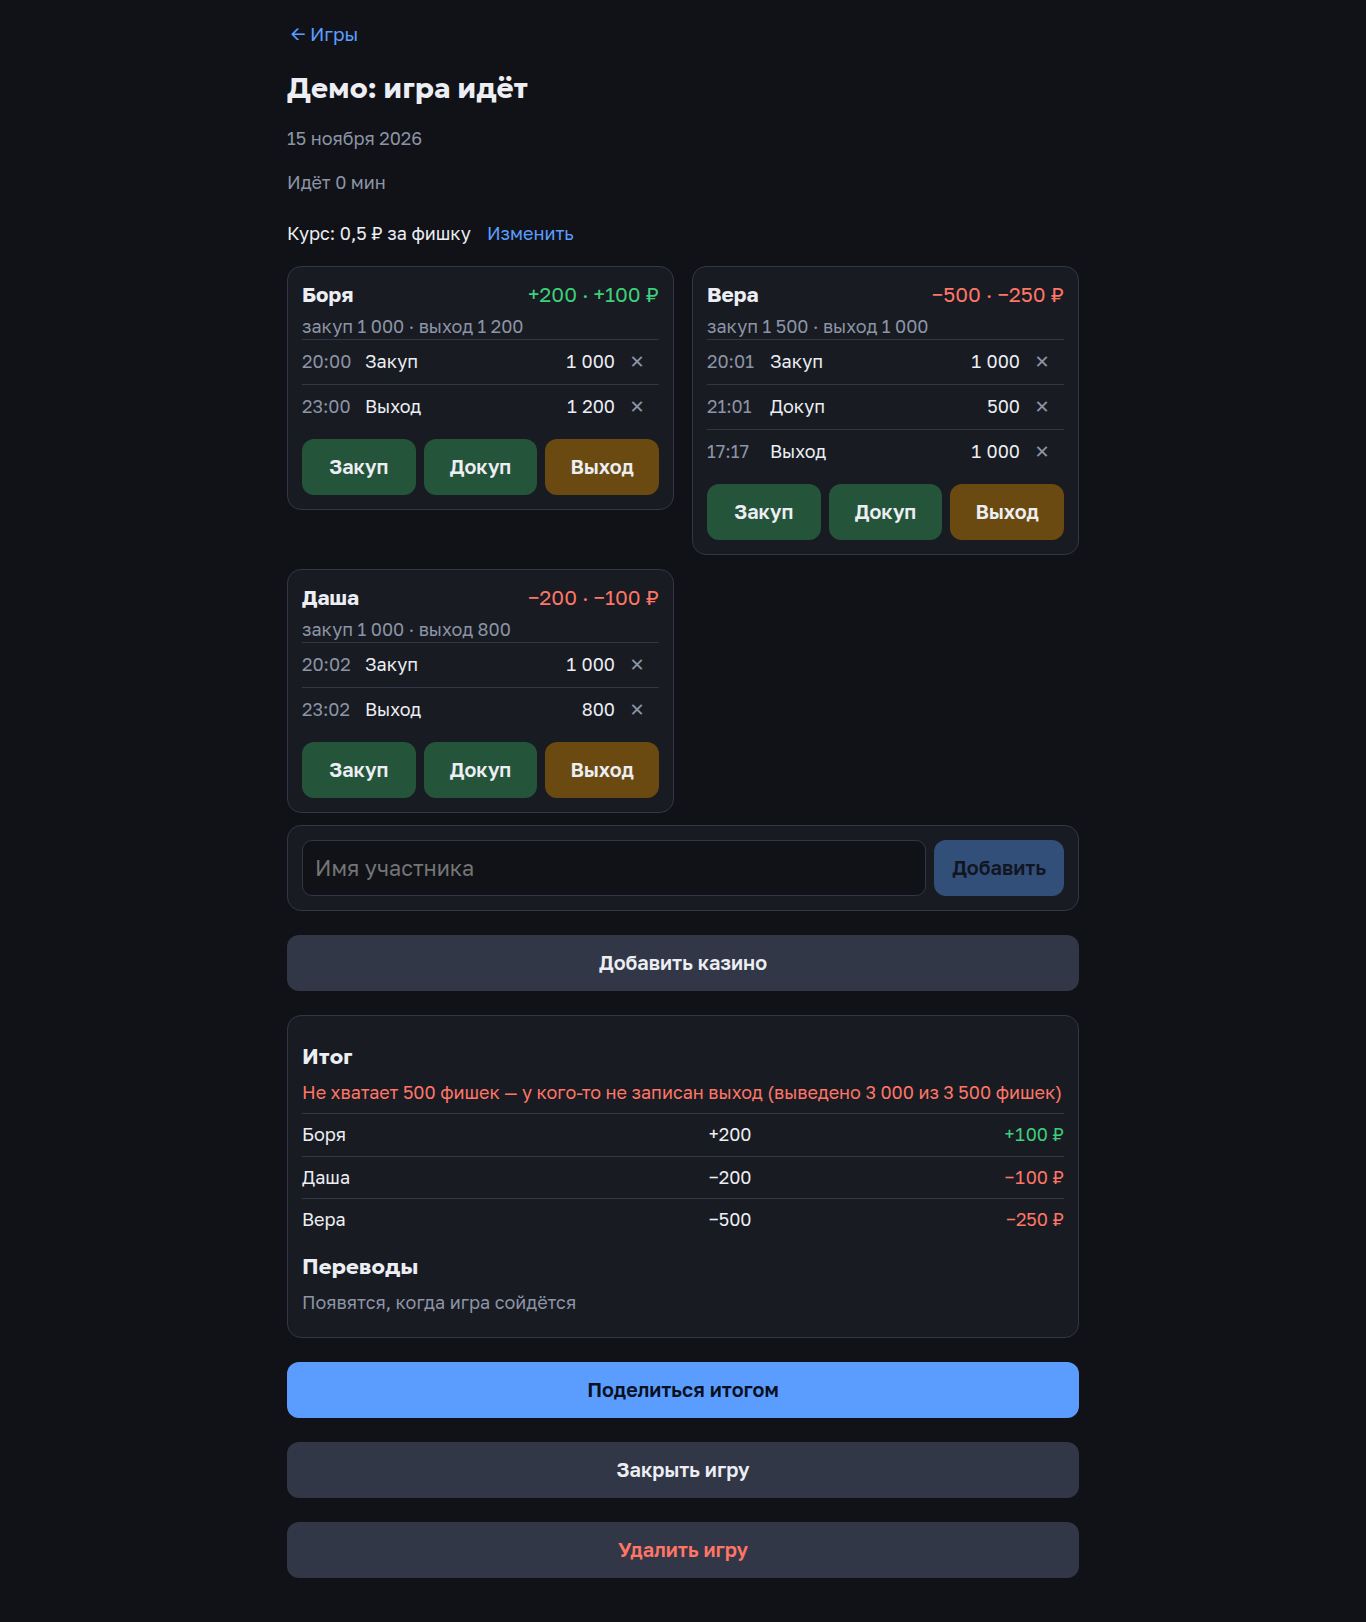 ← Игры
Демо: игра идёт
15 ноября 2026
Идёт 0 мин
Курс: 0,5 ₽ за фишку Изменить
Боря +200 · +100 ₽
закуп 1 000 · выход 1 200
20:00 Закуп 1 000 ✕
23:00 Выход 1 200 ✕
Закуп Докуп Выход
Вера −500 · −250 ₽
закуп 1 500 · выход 1 000
20:01 Закуп 1 000 ✕
21:01 Докуп 500 ✕
17:17 Выход 1 000 ✕
Закуп Докуп Выход
Даша −200 · −100 ₽
закуп 1 000 · выход 800
20:02 Закуп 1 000 ✕
23:02 Выход 800 ✕
Закуп Докуп Выход
Имя участника Добавить
Добавить казино
Итог
Не хватает 500 фишек — у кого-то не записан выход (выведено 3 000 из 3 500 фишек)
Боря +200 +100 ₽
Даша −200 −100 ₽
Вера −500 −250 ₽
Переводы
Появятся, когда игра сойдётся
Поделиться итогом
Закрыть игру
Удалить игру